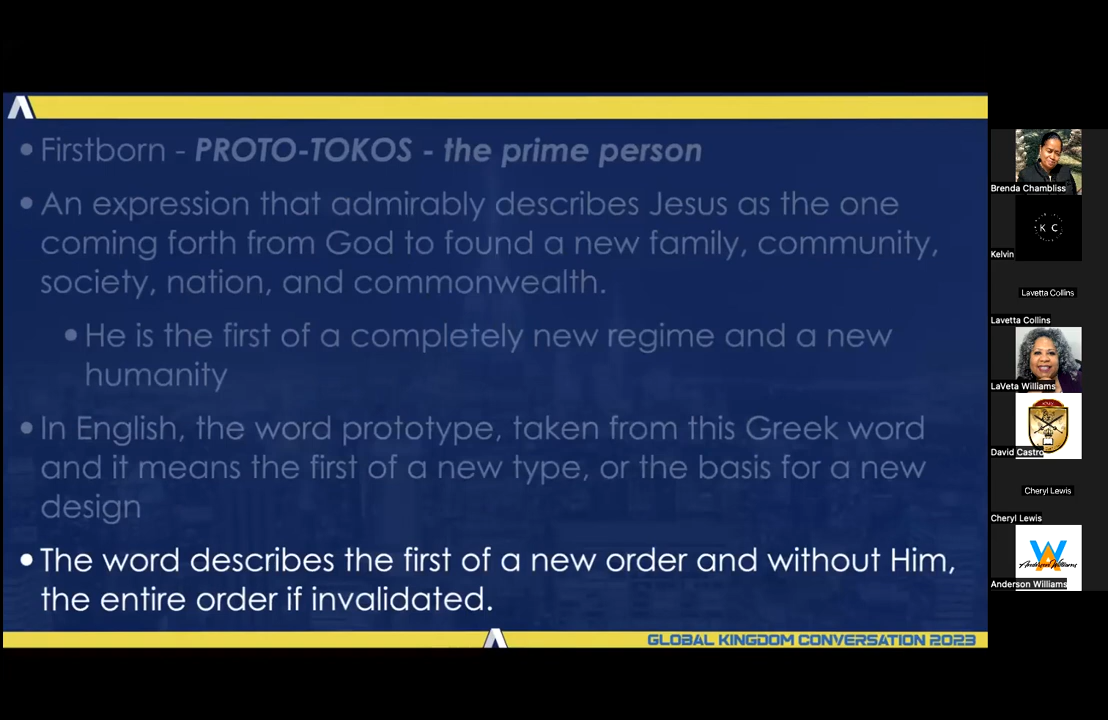 • Firstborn - PROTO-TOKOS - the prime person
• An expression that admirably describes Jesus as the one
coming forth from God to found a new family, community,
society, nation, and commonwealth.
• He is the first of a completely new regime and a new
humanity
• In English, the word prototype, taken from this Greek word
and it means the first of a new type, or the basis for a new
design
• The word describes the first of a new order and without Him,
the entire order if invalidated.
GLOBAL KINGDOM CONVERSATION 2023
Brenda Chambliss
K C
Kelvin
Lavetta Collins
Lavetta Collins
LaVeta Williams
David Castro
Cheryl Lewis
Cheryl Lewis
AW
Anderson Williams
Anderson Williams